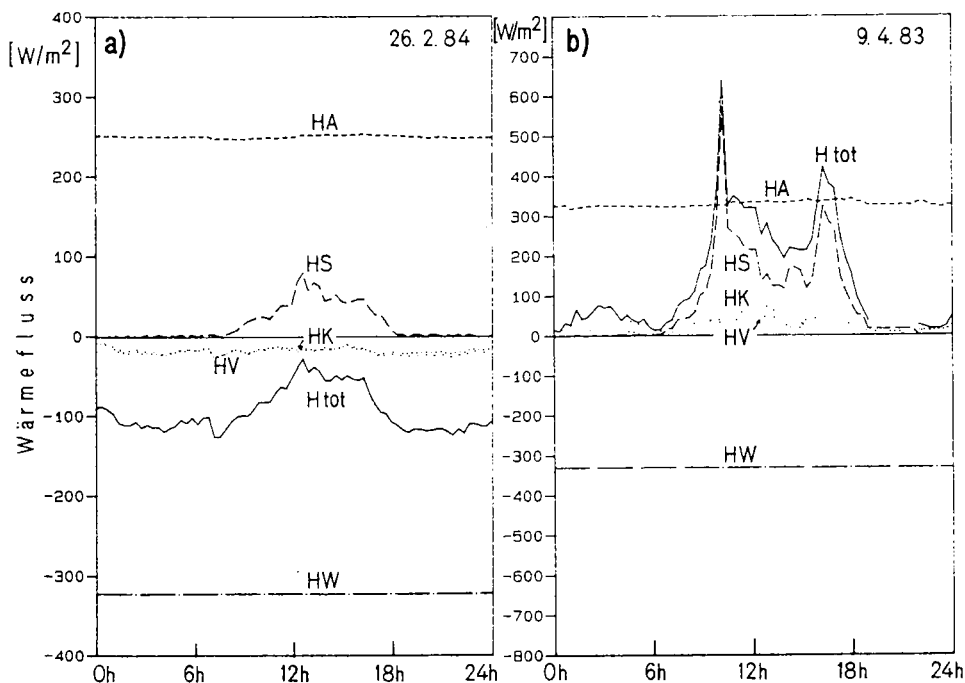 [W/m²]
a)
26. 2. 84
400
300
200
100
0
-100
-200
-300
-400
Wärmefluss
HA
HS
HK
HV
H tot
HW
0h
6h
12h
18h
24h
[W/m²]
b)
9. 4. 83
700
600
500
400
300
200
100
0
-100
-200
-300
-400
-500
-600
-700
-800
H tot
HA
HS
HK
HV
HW
0h
6h
12h
18h
24h